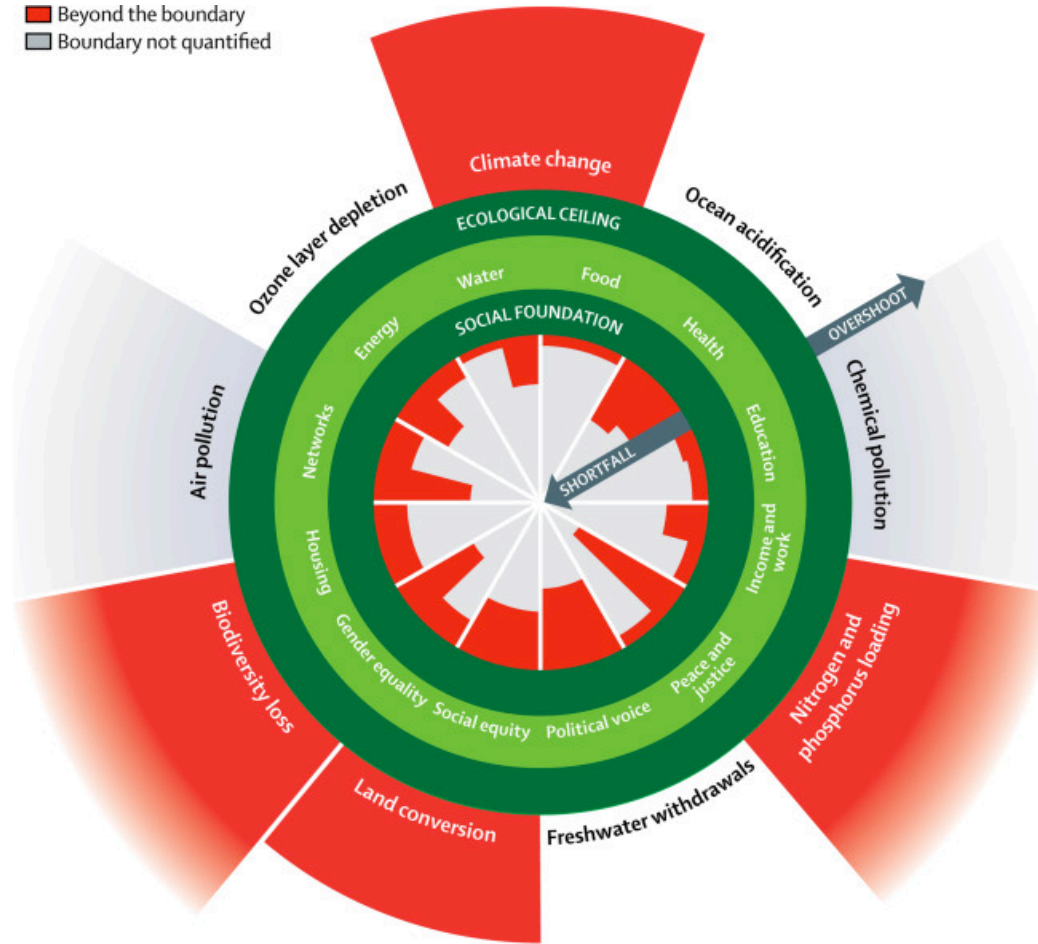 Beyond the boundary
Boundary not quantified
Climate change
Ozone layer depletion
Ocean acidification
ECOLOGICAL CEILING
Water
Food
Energy
Health
SOCIAL FOUNDATION
OVERSHOOT
Air pollution
Networks
Education
Chemical pollution
SHORTFALL
Housing
Income and
work
Biodiversity loss
Gender equality
Social equity
Political voice
Peace and
justice
Nitrogen and
phosphorus loading
Land conversion
Freshwater withdrawals